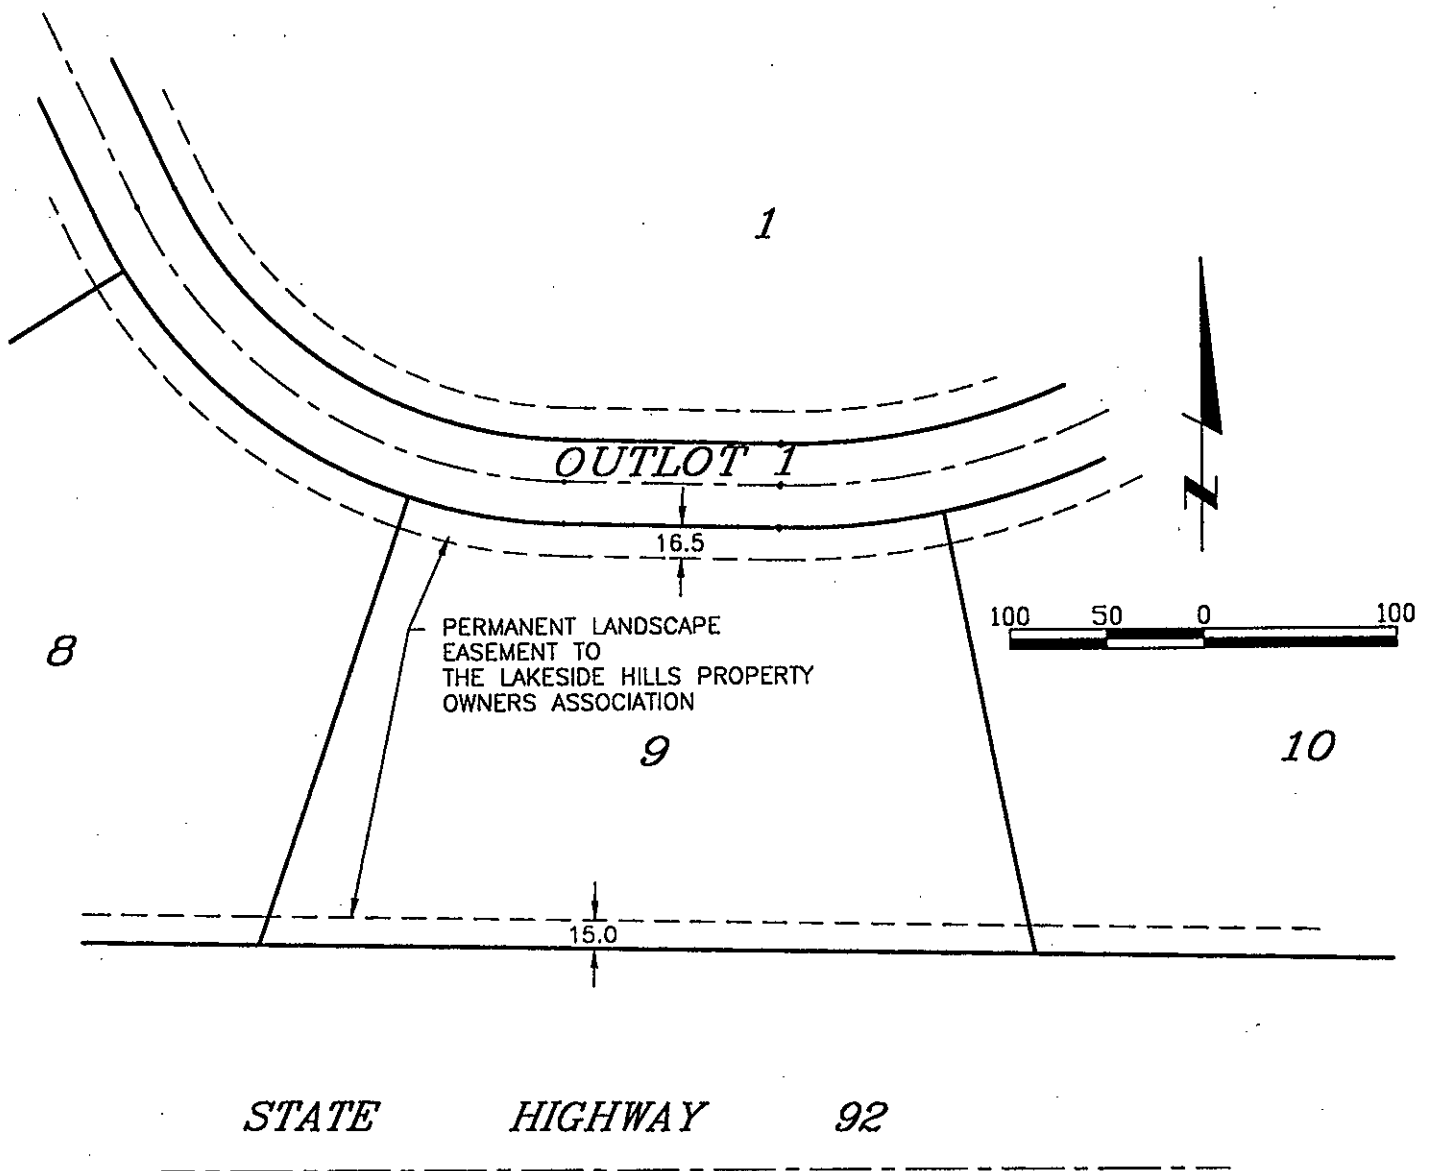 1
OUTLOT 1
16.5
100 50 0 100
PERMANENT LANDSCAPE
EASEMENT TO
THE LAKESIDE HILLS PROPERTY
OWNERS ASSOCIATION
8
9
10
15.0
N
STATE HIGHWAY 92